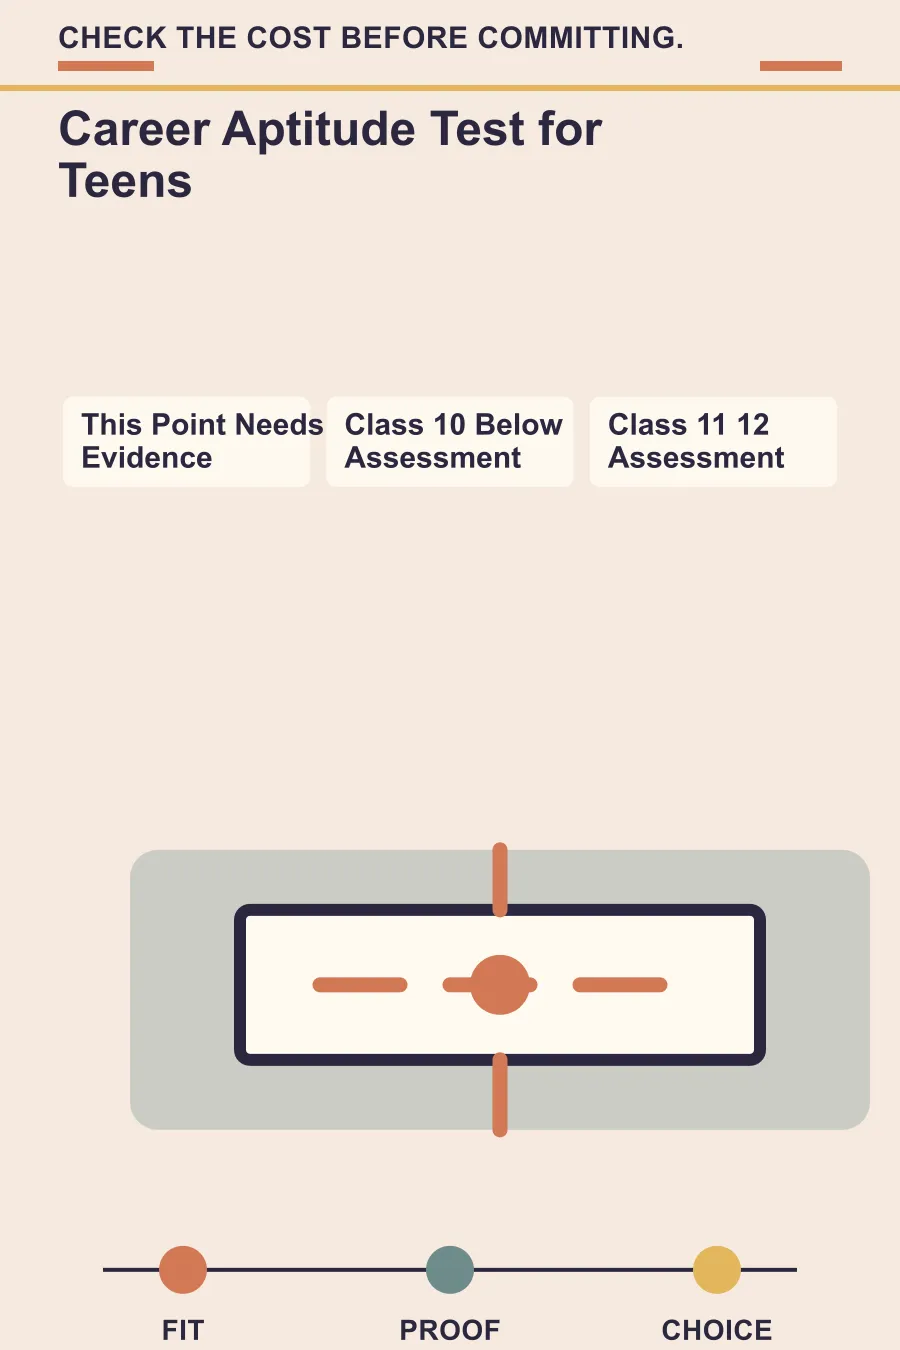 CHECK THE COST BEFORE COMMITTING.
Career Aptitude Test for
Teens
This Point Needs
Evidence
Class 10 Below
Assessment
Class 11 12
Assessment
FIT
PROOF
CHOICE